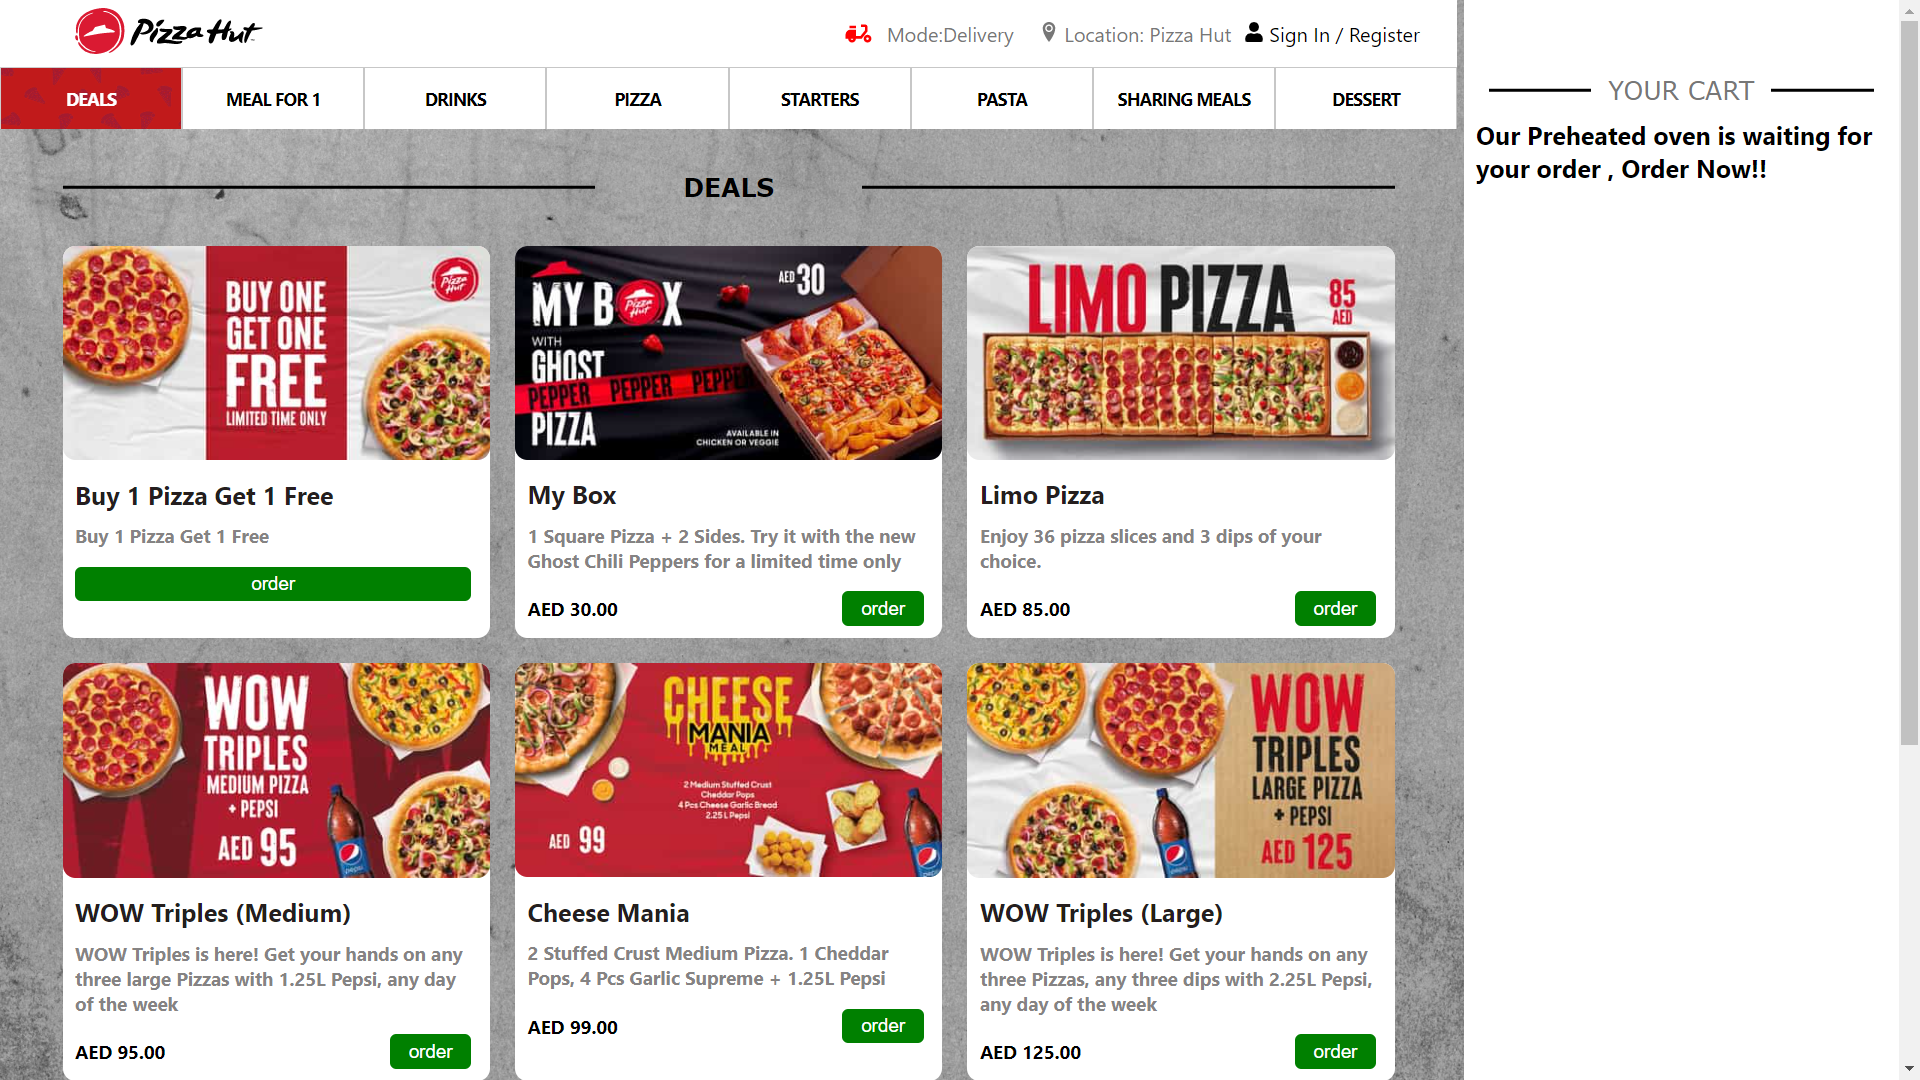 Pizza Hut
Mode:Delivery
Location: Pizza Hut
Sign In / Register
DEALS
MEAL FOR 1
DRINKS
PIZZA
STARTERS
PASTA
SHARING MEALS
DESSERT
YOUR CART
Our Preheated oven is waiting for
your order , Order Now!!
DEALS
BUY ONE
GET ONE
FREE
LIMITED TIME ONLY
Pizza Hut
Buy 1 Pizza Get 1 Free
Buy 1 Pizza Get 1 Free
order
AED 30
MY BOX
Pizza Hut
WITH
GHOST
PEPPER PEPPER PEPPE
PIZZA
AVAILABLE IN
CHICKEN OR VEGGIE
My Box
1 Square Pizza + 2 Sides. Try it with the new
Ghost Chili Peppers for a limited time only
AED 30.00
order
LIMO PIZZA
85
AED
Limo Pizza
Enjoy 36 pizza slices and 3 dips of your
choice.
AED 85.00
order
WOW
TRIPLES
MEDIUM PIZZA
+ PEPSI
AED 95
pepsi
WOW Triples (Medium)
WOW Triples is here! Get your hands on any
three large Pizzas with 1.25L Pepsi, any day
of the week
AED 95.00
order
CHEESE
MANIA
MEAL
2 Medium Stuffed Crust
Cheddar Pops
4 Pcs Cheese Garlic Bread
2.25 L Pepsi
AED 99
Cheese Mania
2 Stuffed Crust Medium Pizza. 1 Cheddar
Pops, 4 Pcs Garlic Supreme + 1.25L Pepsi
AED 99.00
order
WOW
TRIPLES
LARGE PIZZA
+ PEPSI
AED 125
pepsi
WOW Triples (Large)
WOW Triples is here! Get your hands on any
three Pizzas, any three dips with 2.25L Pepsi,
any day of the week
AED 125.00
order